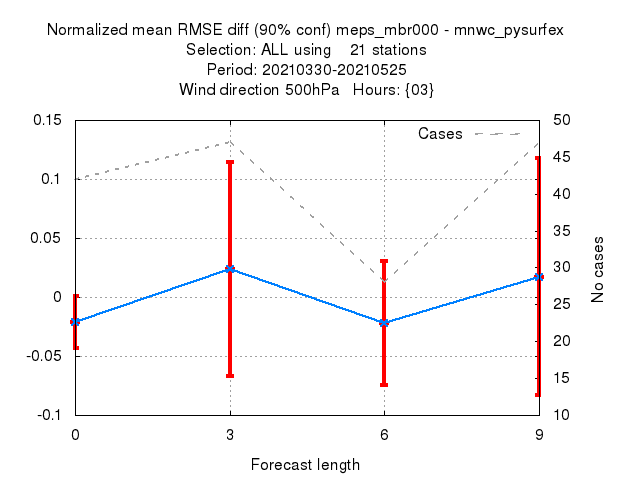 Normalized mean RMSE diff (90% conf) meps_mbr000 - mnwc_pysurfex
Selection: ALL using 21 stations
Period: 20210330-20210525
Wind direction 500hPa Hours: {03}
0.15 50
Cases
45
0.1
40
35
0.05
30
0
25
No cases
20
-0.05
15
-0.1 10
0 3 6 9
Forecast length